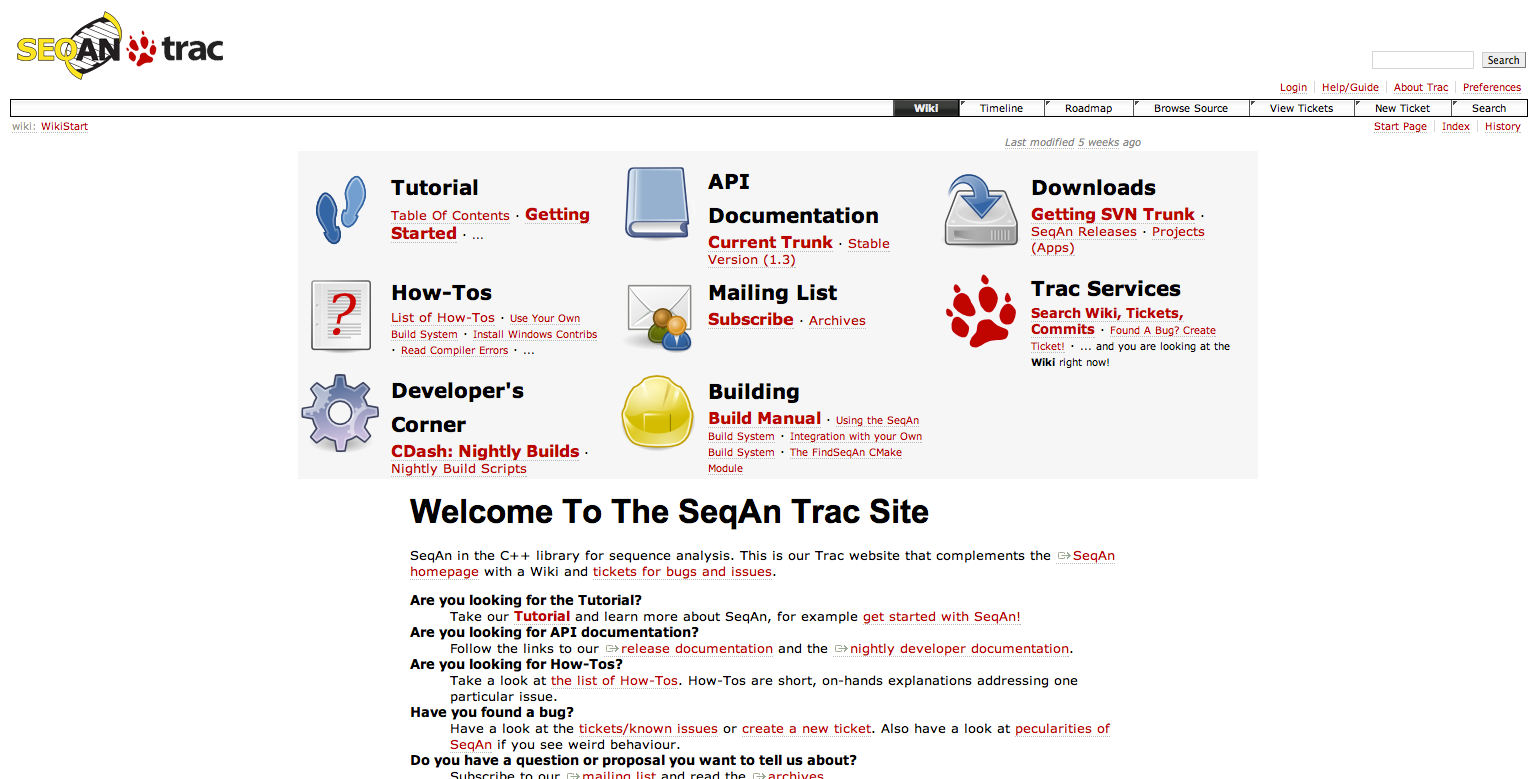 SEQAN trac
Search
Login Help/Guide About Trac Preferences
Wiki Timeline Roadmap Browse Source View Tickets New Ticket Search
wiki: WikiStart
Start Page Index History
Last modified 5 weeks ago
Tutorial
Table Of Contents · Getting
Started · ...
API
Documentation
Current Trunk · Stable
Version (1.3)
Downloads
Getting SVN Trunk ·
SeqAn Releases · Projects
(Apps)
?
How-Tos
List of How-Tos · Use Your Own
Build System · Install Windows Contribs
· Read Compiler Errors · ...
Mailing List
Subscribe · Archives
Trac Services
Search Wiki, Tickets,
Commits · Found A Bug? Create
Ticket! · ... and you are looking at the
Wiki right now!
Developer's
Corner
CDash: Nightly Builds ·
Nightly Build Scripts
Building
Build Manual · Using the SeqAn
Build System · Integration with your Own
Build System · The FindSeqAn CMake
Module
Welcome To The SeqAn Trac Site
SeqAn in the C++ library for sequence analysis. This is our Trac website that complements the SeqAn
homepage with a Wiki and tickets for bugs and issues.
Are you looking for the Tutorial?
Take our Tutorial and learn more about SeqAn, for example get started with SeqAn!
Are you looking for API documentation?
Follow the links to our release documentation and the nightly developer documentation.
Are you looking for How-Tos?
Take a look at the list of How-Tos. How-Tos are short, on-hands explanations addressing one
particular issue.
Have you found a bug?
Have a look at the tickets/known issues or create a new ticket. Also have a look at pecularities of
SeqAn if you see weird behaviour.
Do you have a question or proposal you want to tell us about?
Subscribe to our mailing list and read the archives.